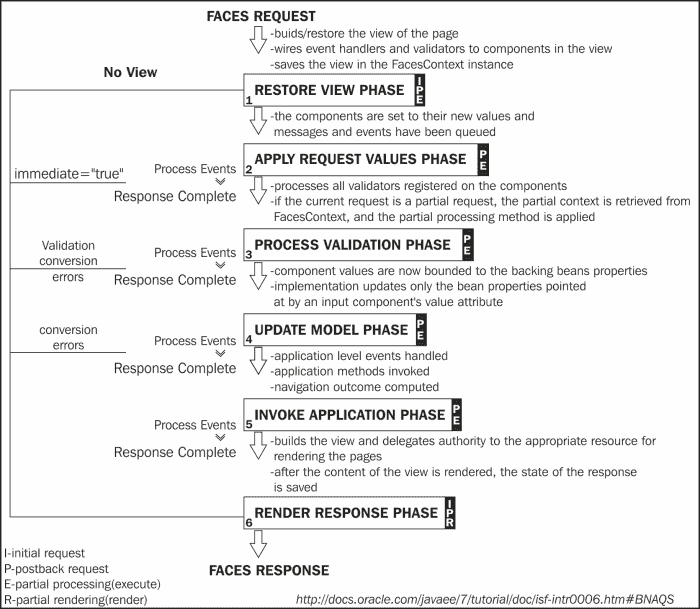 FACES REQUEST
-buids/restore the view of the page
-wires event handlers and validators to components in the view
-saves the view in the FacesContext instance
No View
1 RESTORE VIEW PHASE I P E
-the components are set to their new values and
messages and events have been queued
2 APPLY REQUEST VALUES PHASE P E
immediate="true"
Process Events
Response Complete
-processes all validators registered on the components
-if the current request is a partial request, the partial context is retrieved from
FacesContext, and the partial processing method is applied
3 PROCESS VALIDATION PHASE P E
Validation
conversion
errors
Process Events
Response Complete
-component values are now bounded to the backing beans properties
-implementation updates only the bean properties pointed
at by an input component's value attribute
4 UPDATE MODEL PHASE P E
conversion
errors
Process Events
Response Complete
-application level events handled
-application methods invoked
-navigation outcome computed
5 INVOKE APPLICATION PHASE P E
Process Events
Response Complete
-builds the view and delegates authority to the appropriate resource for
rendering the pages
-after the content of the view is rendered, the state of the response
is saved
6 RENDER RESPONSE PHASE I P R
FACES RESPONSE
I-initial request
P-postback request
E-partial processing(execute)
R-partial rendering(render)
http://docs.oracle.com/javaee/7/tutorial/doc/isf-intr0006.htm#BNAQS